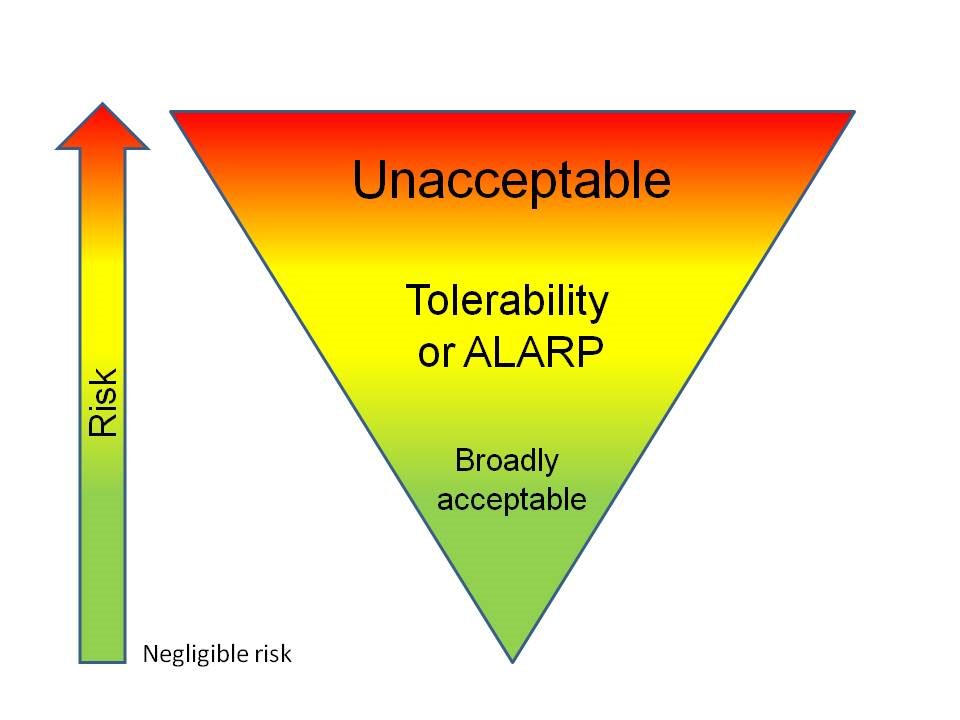 Unacceptable
Tolerability
or ALARP
Risk
Broadly
acceptable
Negligible risk